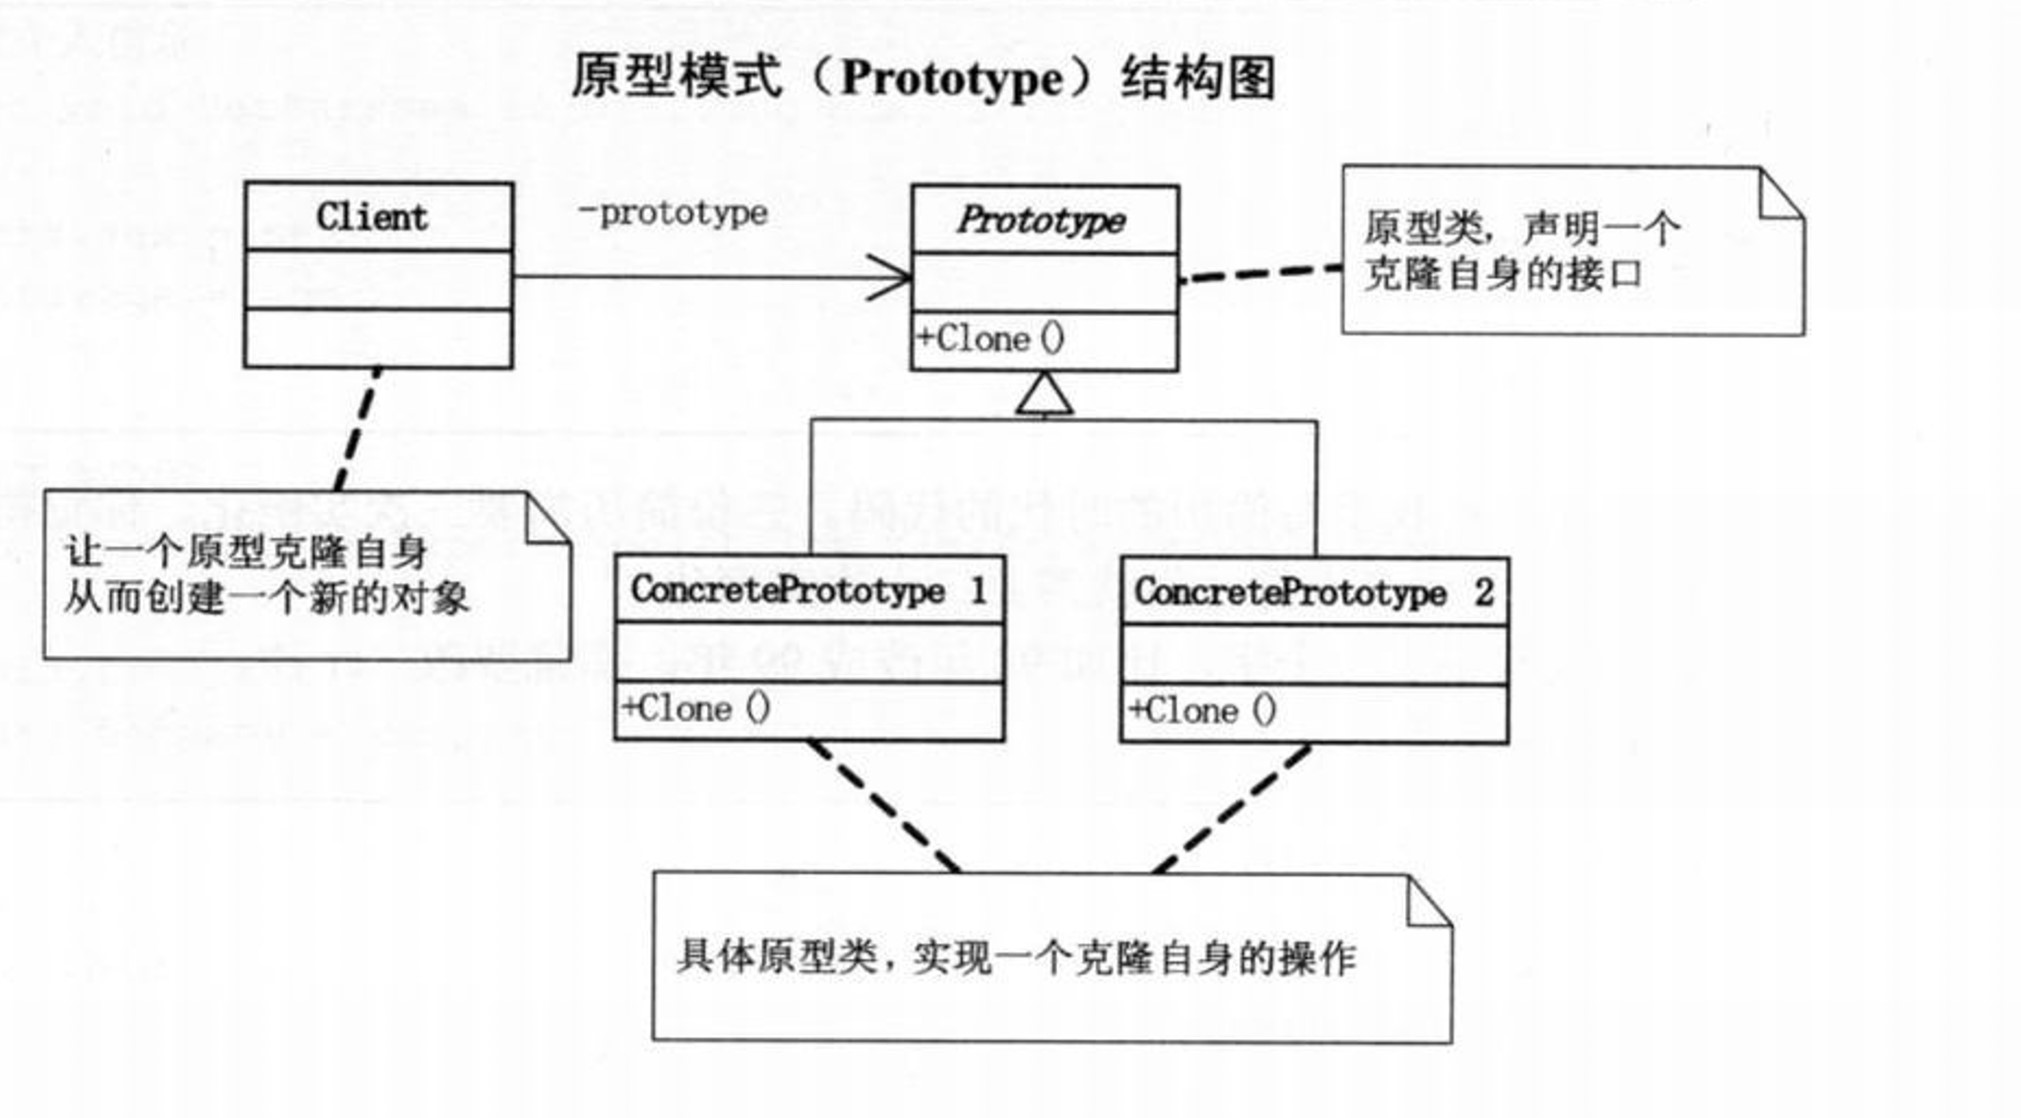 原型模式（Prototype）结构图
Client
-prototype
Prototype
+Clone()
原型类，声明一个
克隆自身的接口
让一个原型克隆自身
从而创建一个新的对象
ConcretePrototype 1
+Clone()
ConcretePrototype 2
+Clone()
具体原型类，实现一个克隆自身的操作